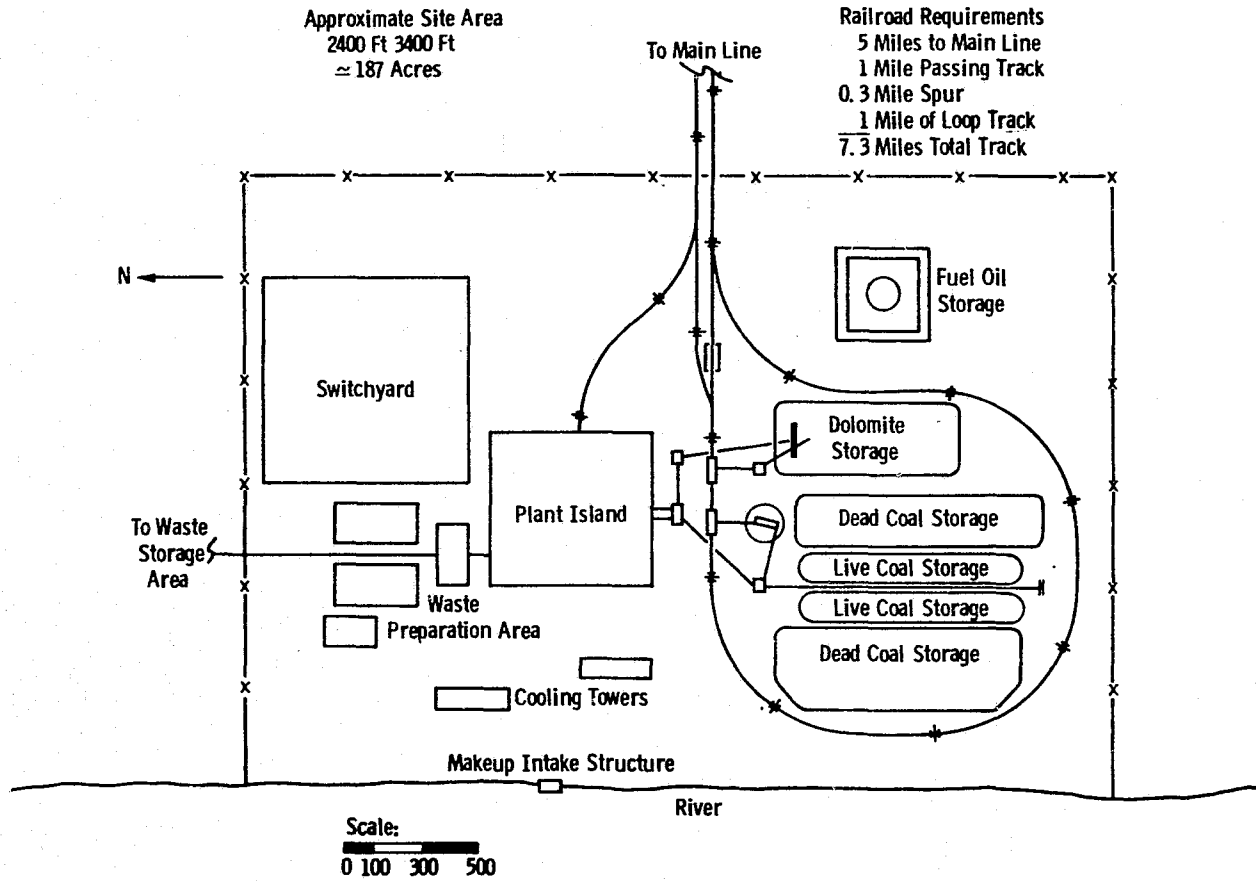 Approximate Site Area
2400 Ft 3400 Ft
≃ 187 Acres
To Main Line
Railroad Requirements
5 Miles to Main Line
1 Mile Passing Track
0.3 Mile Spur
1 Mile of Loop Track
7.3 Miles Total Track
x x x x x x x x x
N
Fuel Oil
Storage
Switchyard
Dolomite
Storage
Plant Island
Dead Coal Storage
To Waste
Storage
Area
Live Coal Storage
Live Coal Storage
Waste
Preparation Area
Dead Coal Storage
Cooling Towers
Makeup Intake Structure
River
Scale:
0 100 300 500